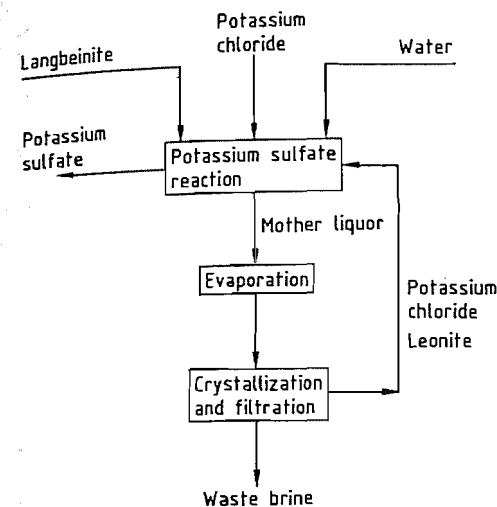 Potassium
chloride
Water
Langbeinite
Potassium
sulfate
Potassium sulfate
reaction
Mother liquor
Evaporation
Potassium
chloride
Leonite
Crystallization
and filtration
Waste brine